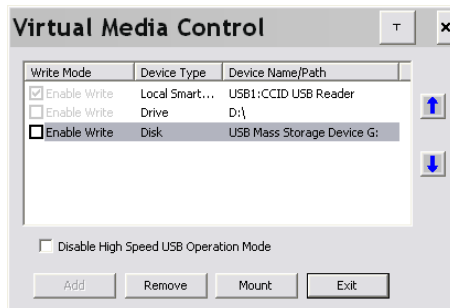 Virtual Media Control
T
Write Mode Device Type Device Name/Path
Enable Write Local Smart... USB1:CCID USB Reader
Enable Write Drive D:\
Enable Write Disk USB Mass Storage Device G:
Disable High Speed USB Operation Mode
Add Remove Mount Exit